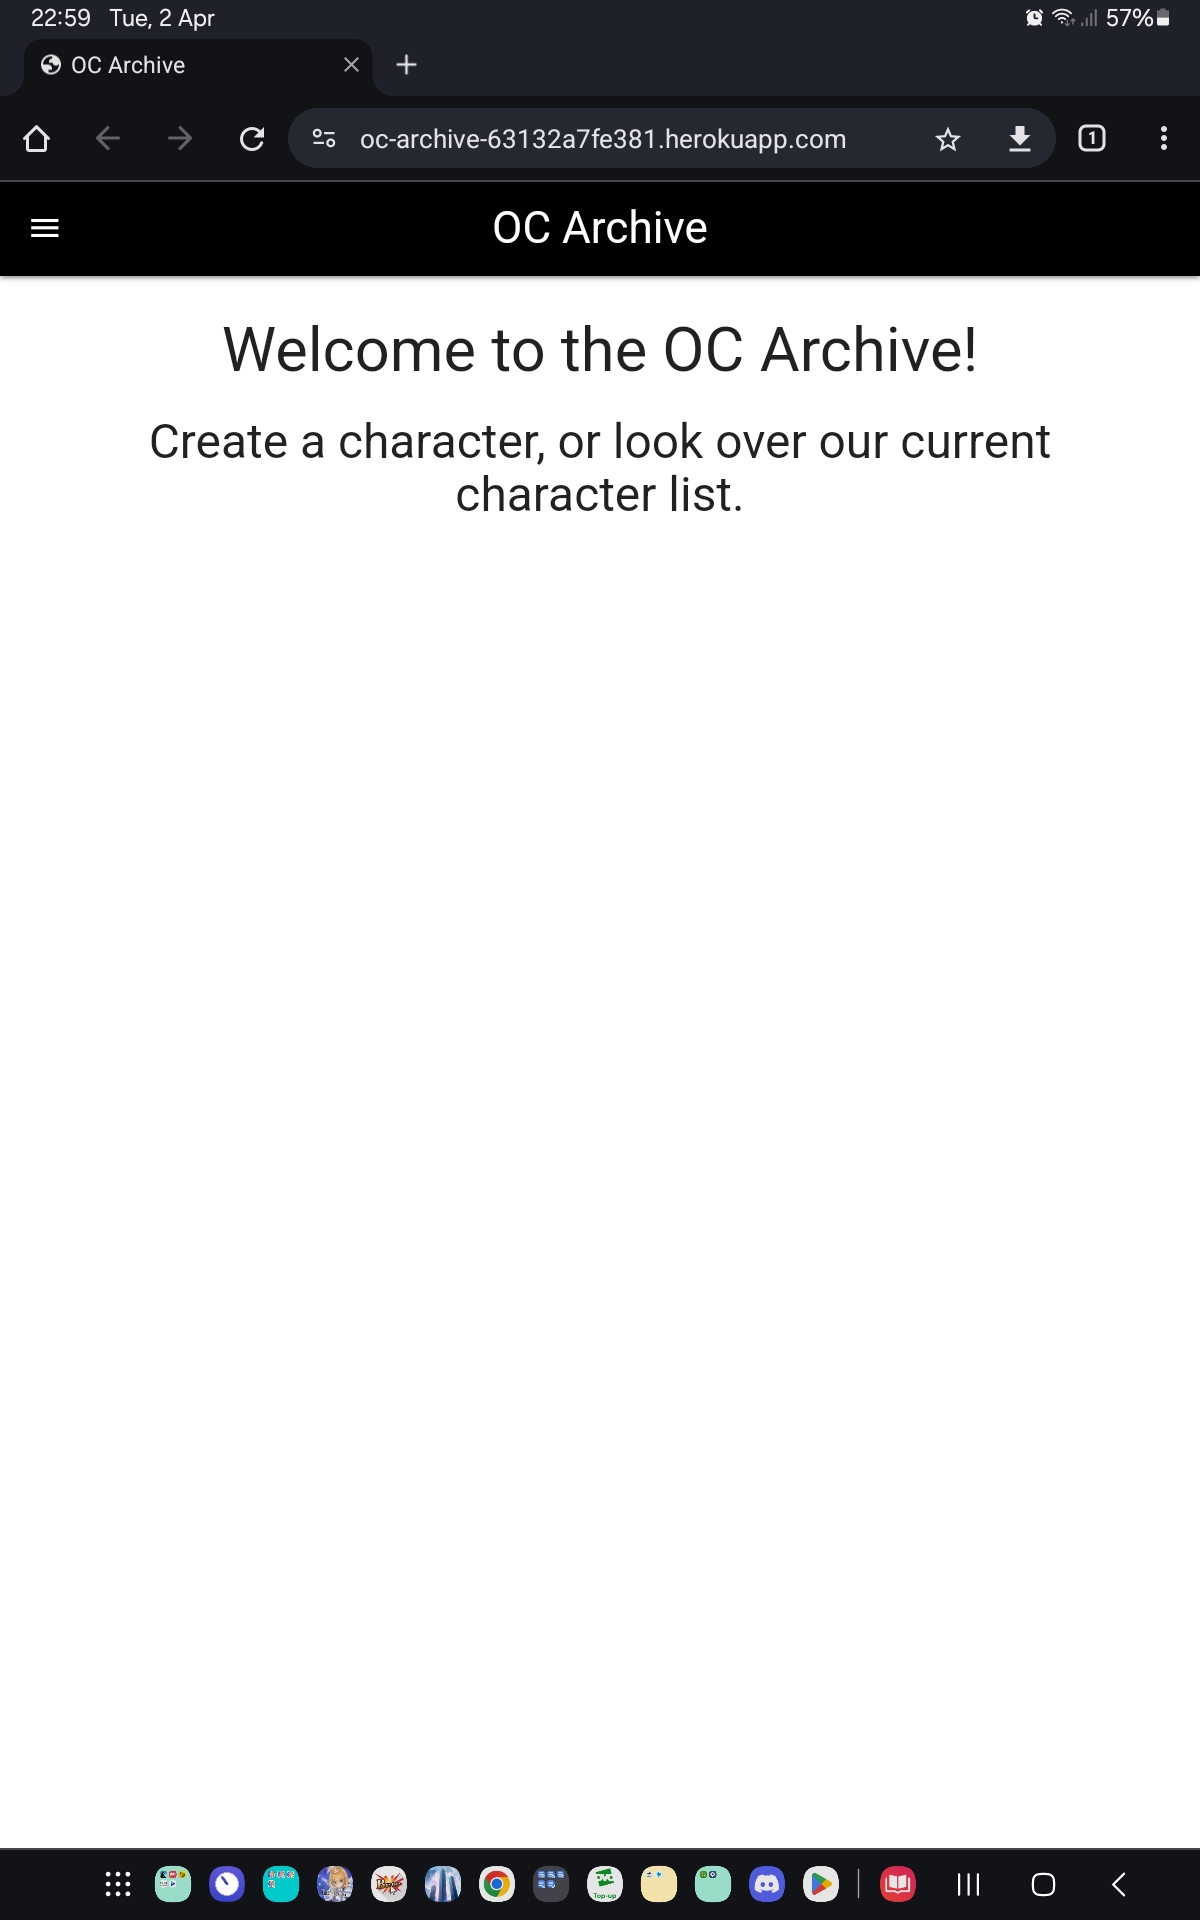 22:59 Tue, 2 Apr
57%
OC Archive
oc-archive-63132a7fe381.herokuapp.com
1
OC Archive
Welcome to the OC Archive!
Create a character, or look over our current
character list.
Top-up